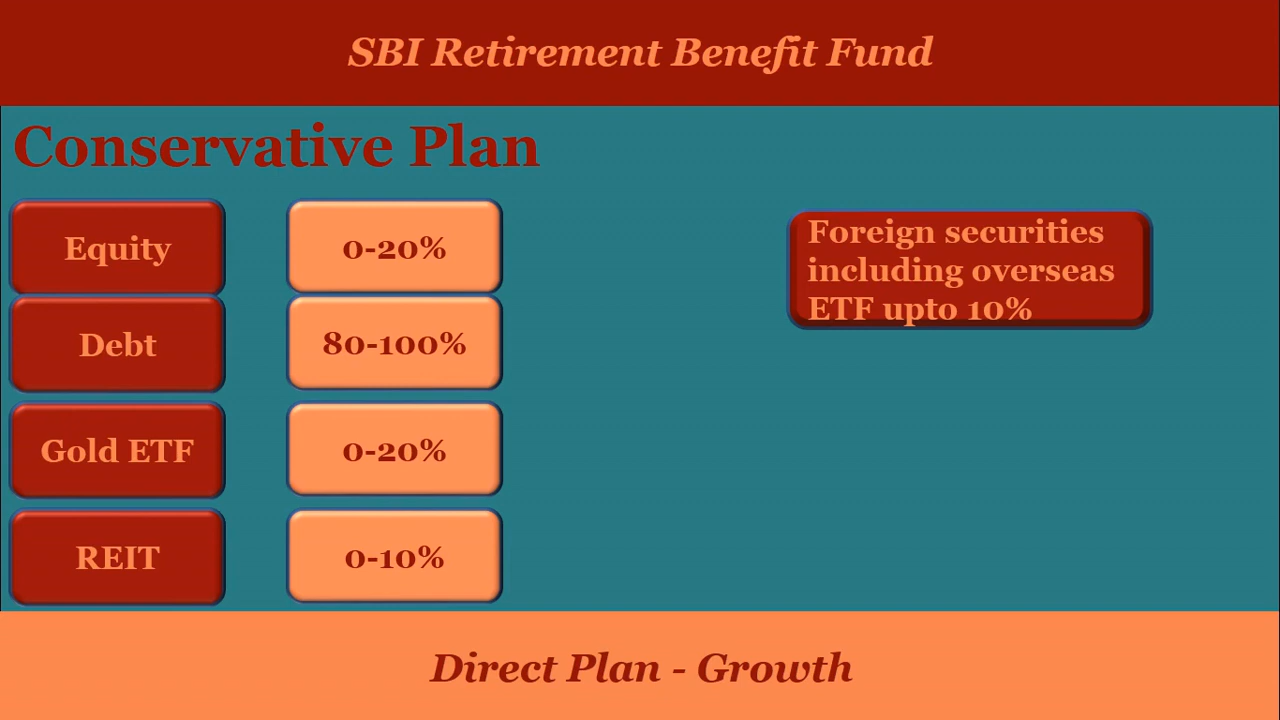 SBI Retirement Benefit Fund
Conservative Plan
Equity
0-20%
Debt
80-100%
Gold ETF
0-20%
REIT
0-10%
Foreign securities
including overseas
ETF upto 10%
Direct Plan - Growth